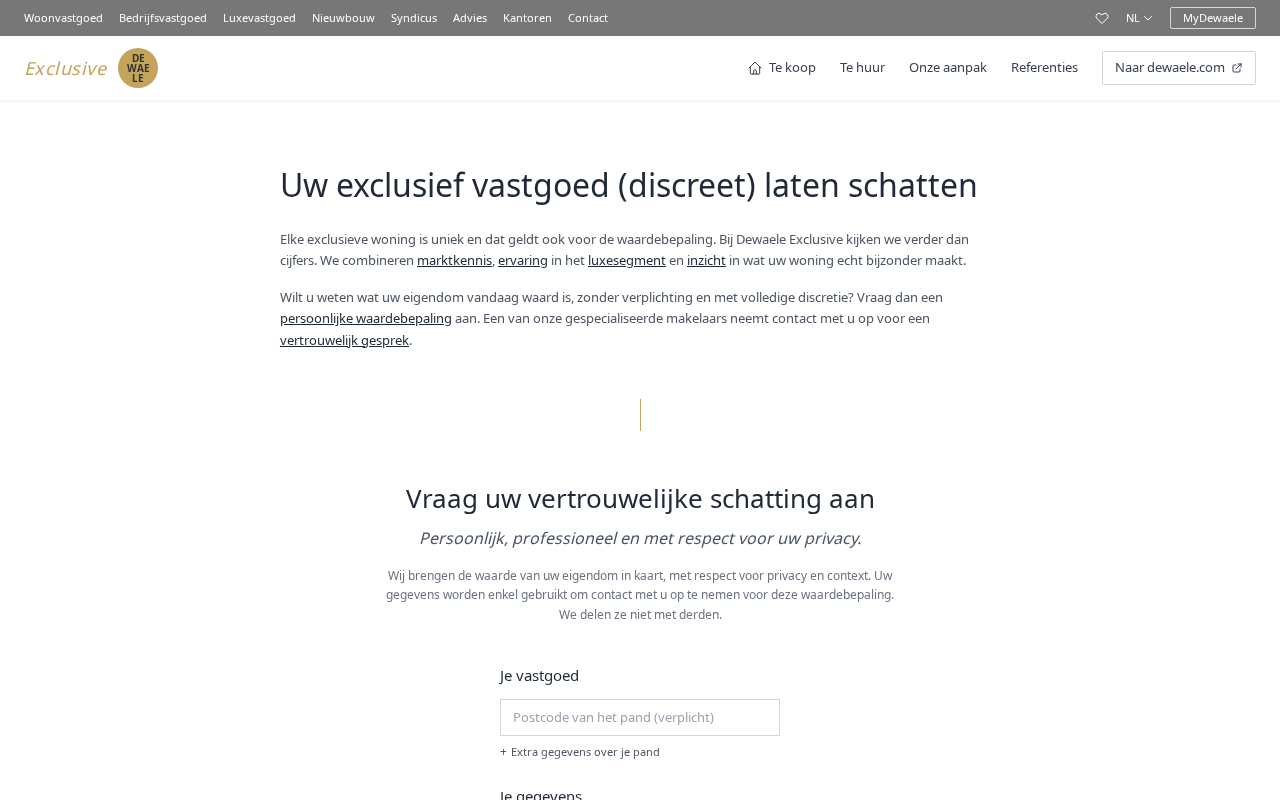 Woonvastgoed Bedrijfsvastgoed Luxevastgoed Nieuwbouw Syndicus Advies Kantoren Contact NL MyDewaele
Exclusive DE WAE LE Te koop Te huur Onze aanpak Referenties Naar dewaele.com
Uw exclusief vastgoed (discreet) laten schatten
Elke exclusieve woning is uniek en dat geldt ook voor de waardebepaling. Bij Dewaele Exclusive kijken we verder dan
cijfers. We combineren marktkennis, ervaring in het luxesegment en inzicht in wat uw woning echt bijzonder maakt.
Wilt u weten wat uw eigendom vandaag waard is, zonder verplichting en met volledige discretie? Vraag dan een
persoonlijke waardebepaling aan. Een van onze gespecialiseerde makelaars neemt contact met u op voor een
vertrouwelijk gesprek.
Vraag uw vertrouwelijke schatting aan
Persoonlijk, professioneel en met respect voor uw privacy.
Wij brengen de waarde van uw eigendom in kaart, met respect voor privacy en context. Uw
gegevens worden enkel gebruikt om contact met u op te nemen voor deze waardebepaling.
We delen ze niet met derden.
Je vastgoed
Postcode van het pand (verplicht)
+ Extra gegevens over je pand
Je gegevens